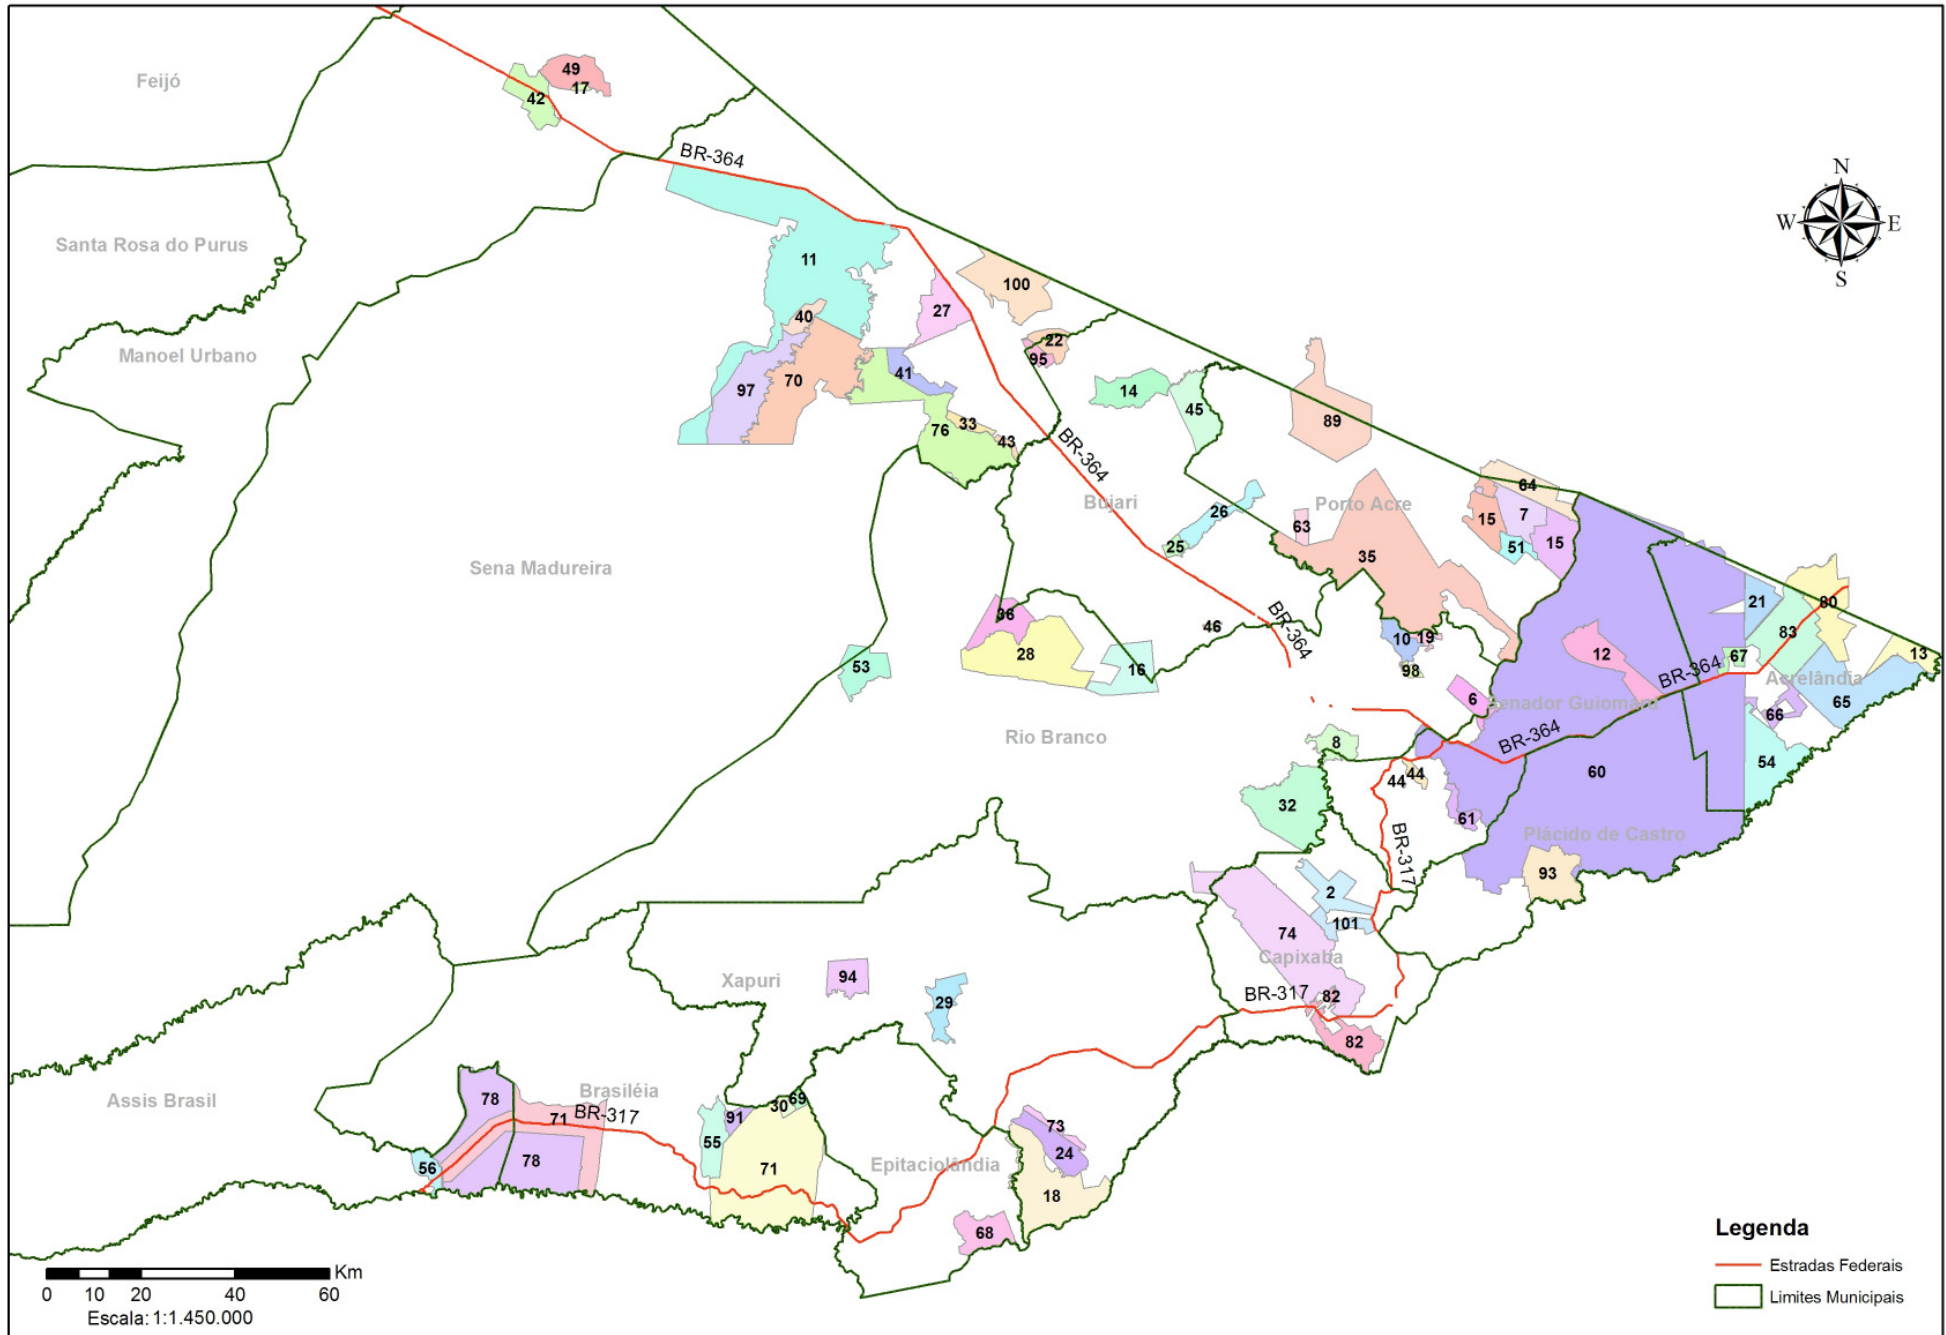 Feijó
49
17
42
BR-364
N
W
E
S
Santa Rosa do Purus
11
100
27
40
22
95
Manoel Urbano
41
97
70
14
45
89
33
76
43
BR-364
64
Bujari
Porto Acre
26
63
15
7
15
25
51
35
Sena Madureira
21
80
36
46
BR-364
10
19
83
28
12
67
13
53
16
98
BR-364
Acrelândia
6
Senador Guiomard
65
66
Rio Branco
8
BR-364
54
44
44
60
32
61
Plácido de Castro
BR-317
93
2
101
74
Capixaba
94
Xapuri
29
BR-317
82
82
Brasiléia
Assis Brasil
78
71
BR-317
91
30
69
55
73
24
56
78
71
Epitaciolândia
18
68
Legenda
Estradas Federais
Limites Municipais
Km
0 10 20 40 60
Escala: 1:1.450.000